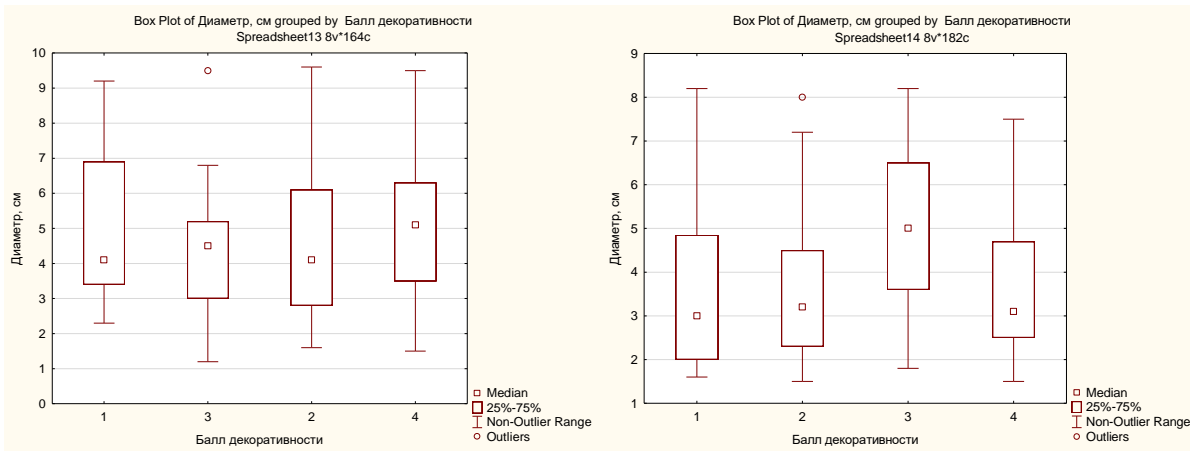 Box Plot of Диаметр, см grouped by Балл декоративности
Spreadsheet13 8v*164c
10
9
8
7
6
5
4
3
2
1
0
Диаметр, см
1 3 2 4
Балл декоративности
Median
25%-75%
Non-Outlier Range
Outliers
Box Plot of Диаметр, см grouped by Балл декоративности
Spreadsheet14 8v*182c
9
8
7
6
5
4
3
2
1
Диаметр, см
1 2 3 4
Балл декоративности
Median
25%-75%
Non-Outlier Range
Outliers